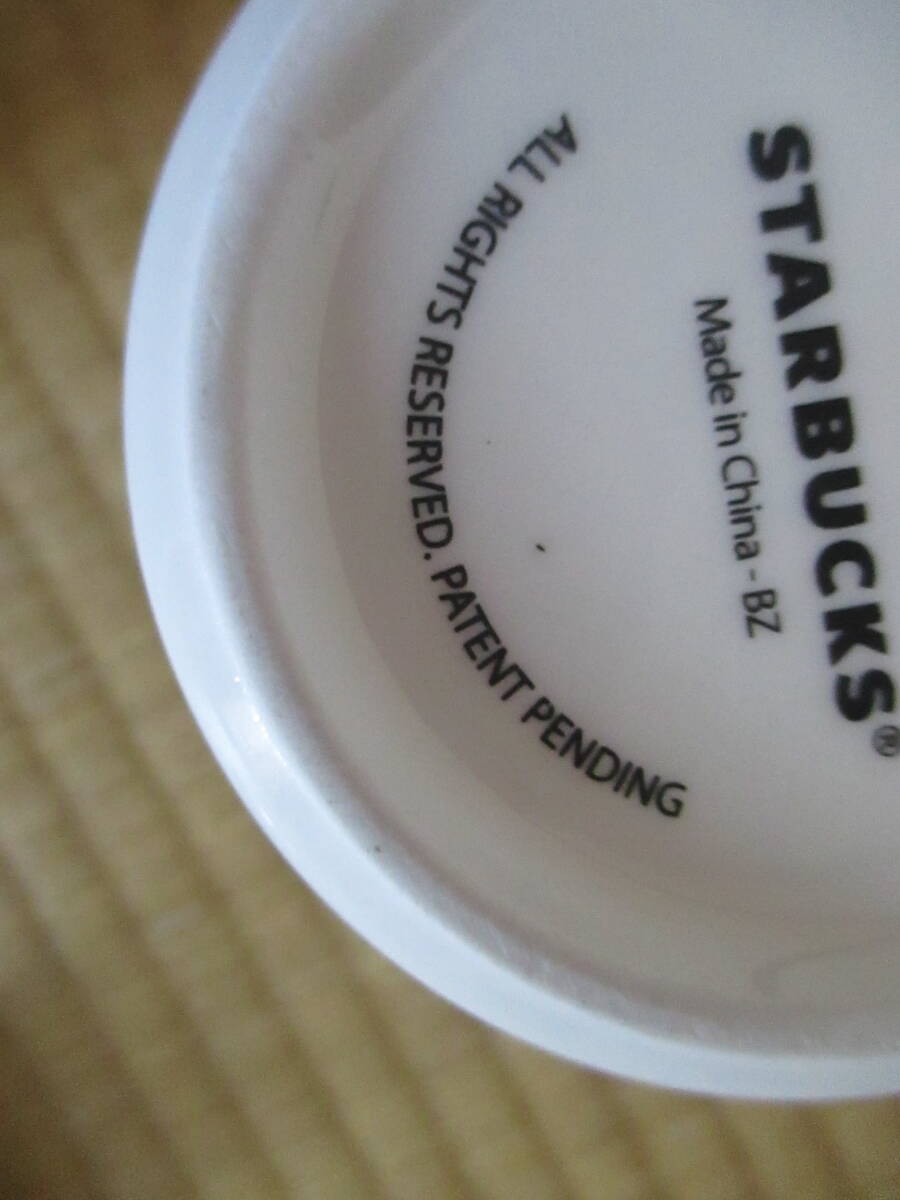 STARBUCKS®
Made in China - BZ
ALL RIGHTS RESERVED. PATENT PENDING